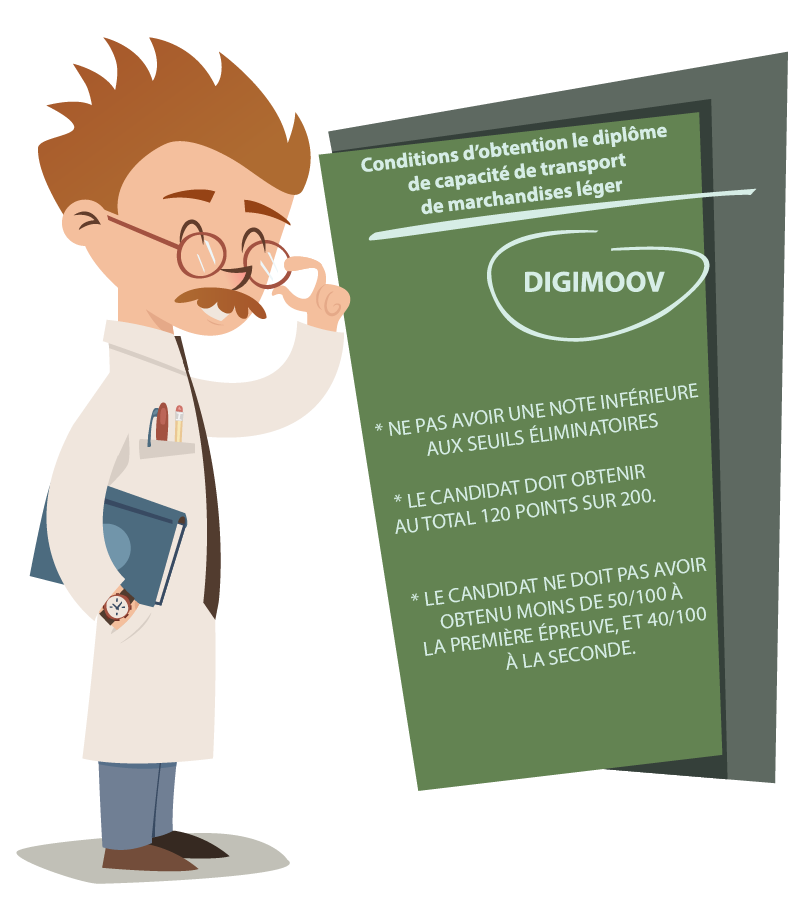 Conditions d’obtention le diplôme
de capacité de transport
de marchandises léger
DIGIMOOV
* NE PAS AVOIR UNE NOTE INFÉRIEURE
AUX SEUILS ÉLIMINATOIRES
* LE CANDIDAT DOIT OBTENIR
AU TOTAL 120 POINTS SUR 200.
* LE CANDIDAT NE DOIT PAS AVOIR
OBTENU MOINS DE 50/100 À
LA PREMIÈRE ÉPREUVE, ET 40/100
À LA SECONDE.